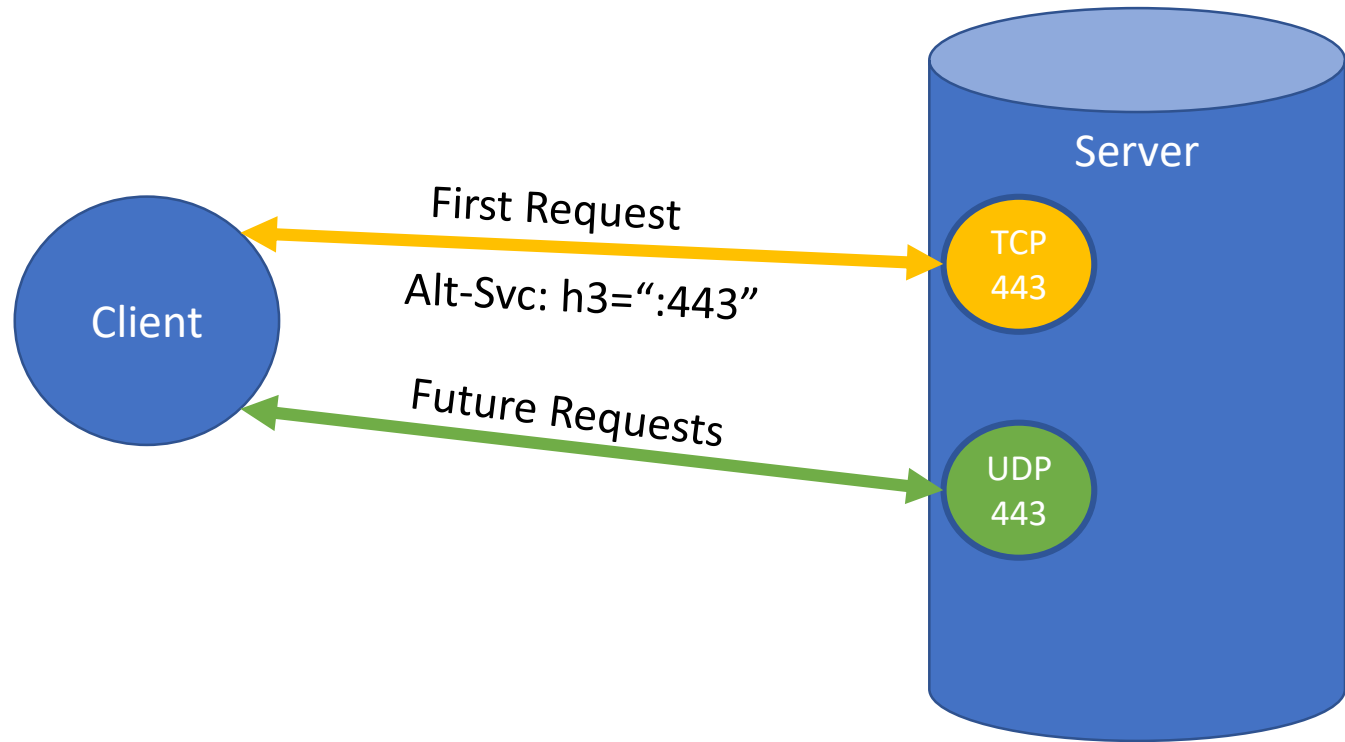 Server
First Request
TCP
443
Alt-Svc: h3=“:443”
Client
Future Requests
UDP
443